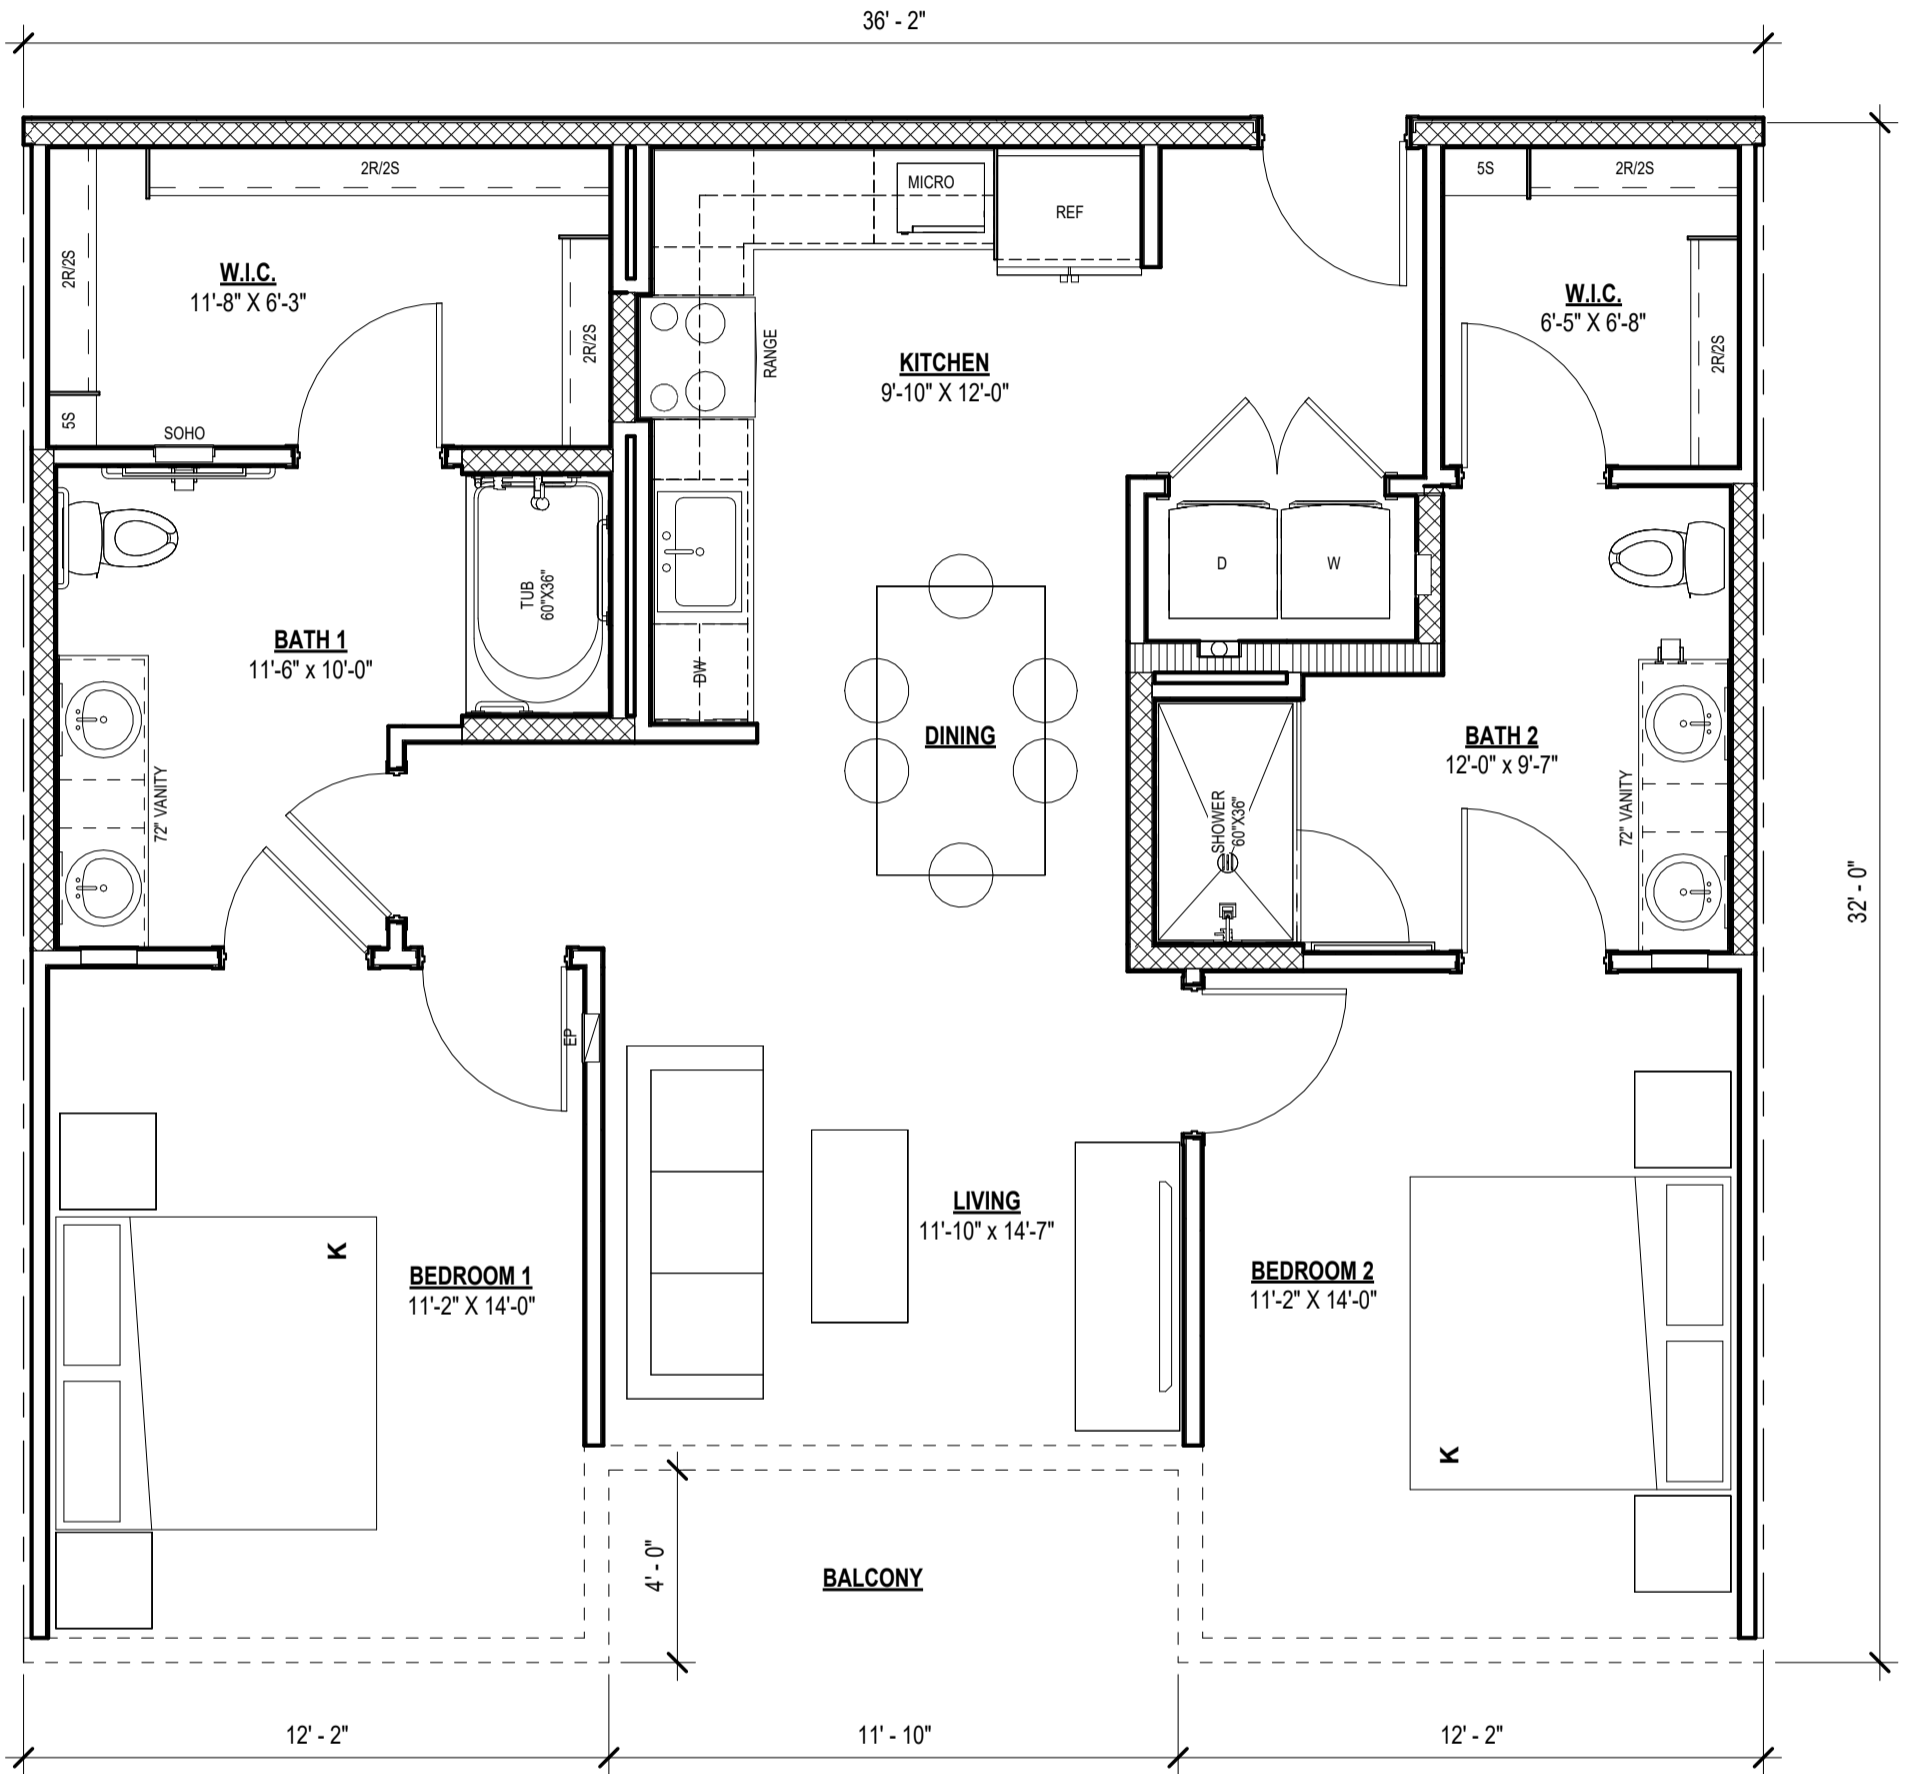 36' - 2"
2R/2S
MICRO
REF
5S
2R/2S
2R/2S
W.I.C.
11'-8" X 6'-3"
W.I.C.
6'-5" X 6'-8"
2R/2S
RANGE
2R/2S
KITCHEN
9'-10" X 12'-0"
5S
SOHO
D
W
TUB
60"X36"
BATH 1
11'-6" x 10'-0"
DW
DINING
BATH 2
12'-0" x 9'-7"
72" VANITY
SHOWER
60"X36"
72" VANITY
32' - 0"
EP
LIVING
11'-10" x 14'-7"
K
BEDROOM 1
11'-2" X 14'-0"
BEDROOM 2
11'-2" X 14'-0"
K
4' - 0"
BALCONY
12' - 2"
11' - 10"
12' - 2"